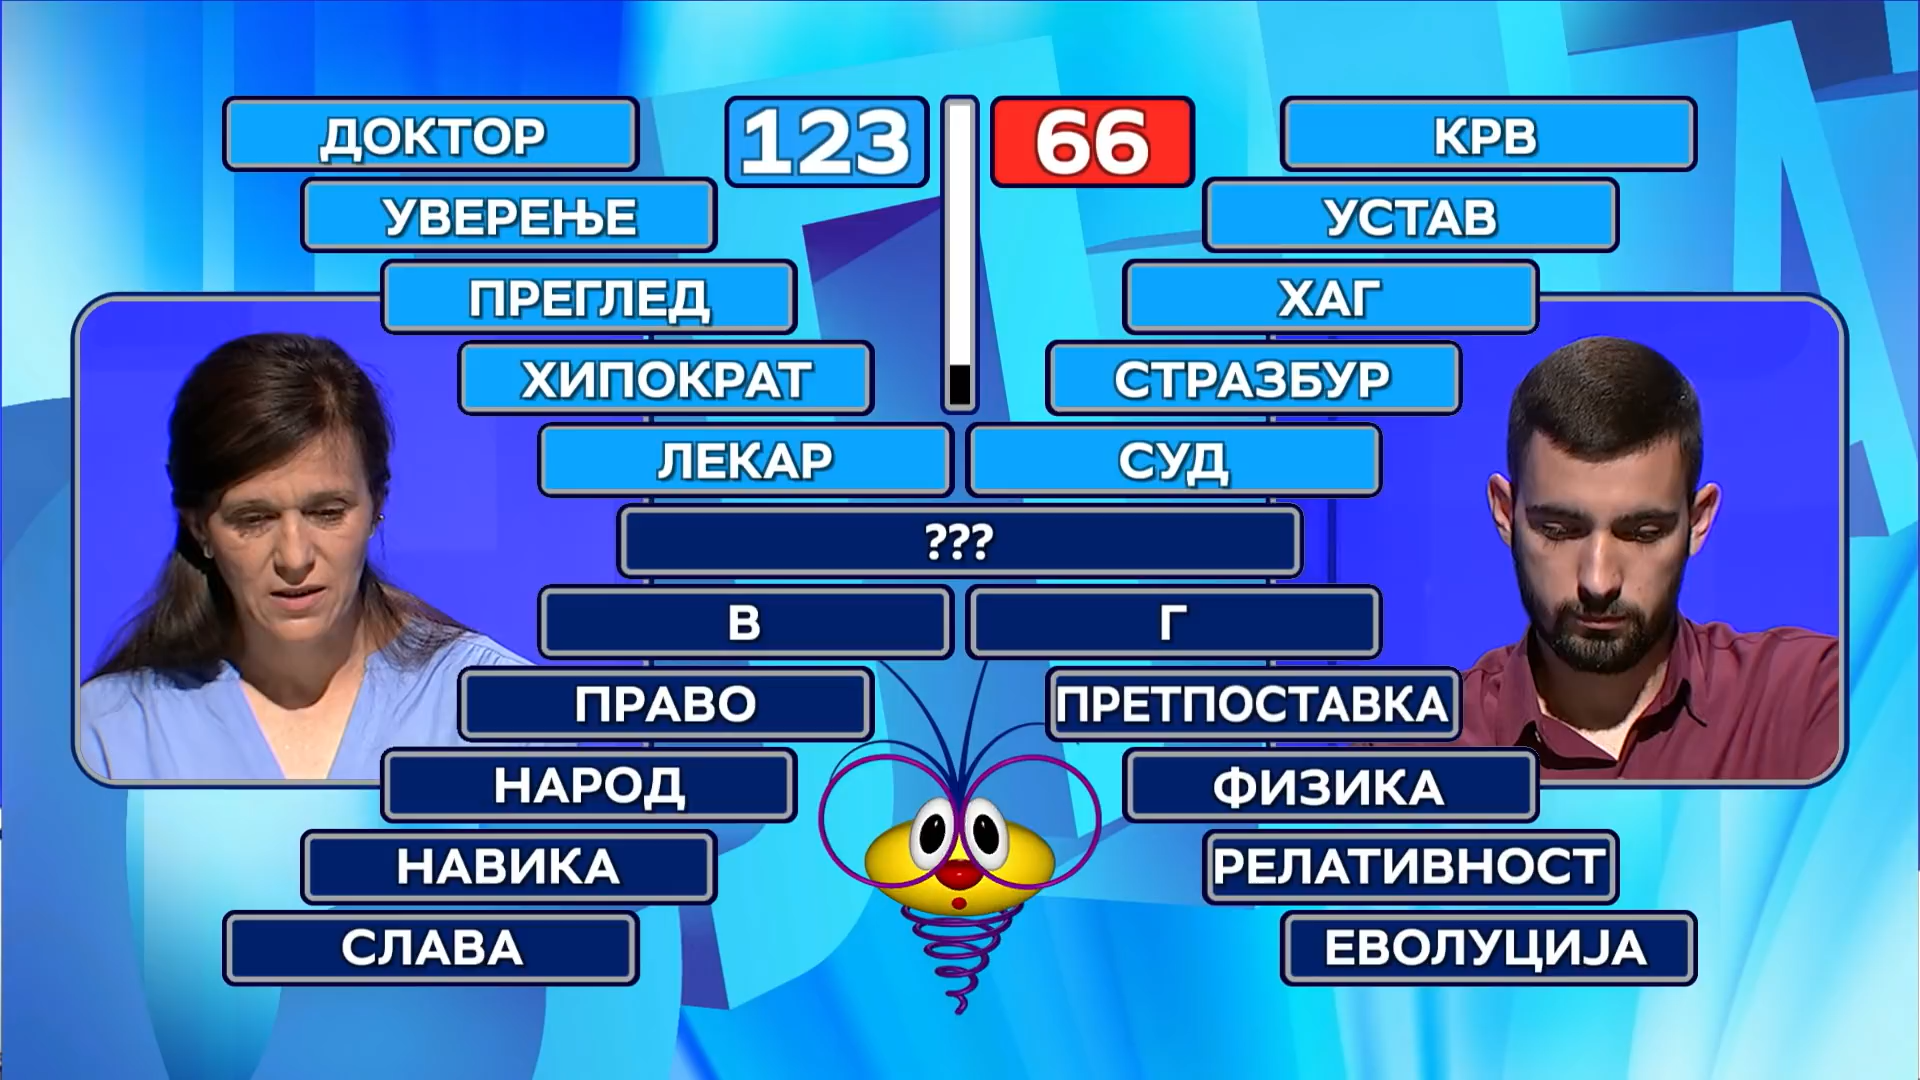 ДОКТОР
123
66
КРВ
УВЕРЕЊЕ
УСТАВ
ПРЕГЛЕД
ХАГ
ХИПОКРАТ
СТРАЗБУР
ЛЕКАР
СУД
???
В
Г
ПРАВО
ПРЕТПОСТАВКА
НАРОД
ФИЗИКА
НАВИКА
РЕЛАТИВНОСТ
СЛАВА
ЕВОЛУЦИЈА